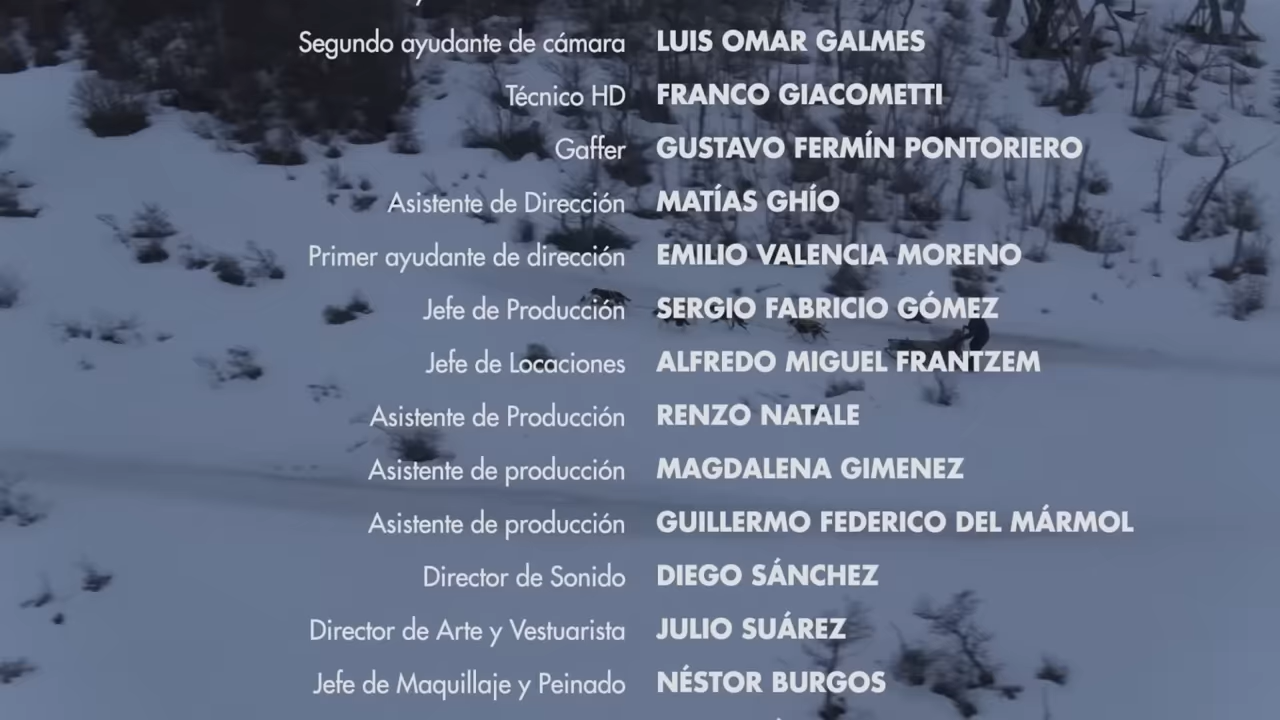 Segundo ayudante de cámara LUIS OMAR GALMES
Técnico HD FRANCO GIACOMETTI
Gaffer GUSTAVO FERMÍN PONTORIERO
Asistente de Dirección MATÍAS GHÍO
Primer ayudante de dirección EMILIO VALENCIA MORENO
Jefe de Producción SERGIO FABRICIO GÓMEZ
Jefe de Locaciones ALFREDO MIGUEL FRANTZEM
Asistente de Producción RENZO NATALE
Asistente de producción MAGDALENA GIMENEZ
Asistente de producción GUILLERMO FEDERICO DEL MÁRMOL
Director de Sonido DIEGO SÁNCHEZ
Director de Arte y Vestuarista JULIO SUÁREZ
Jefe de Maquillaje y Peinado NÉSTOR BURGOS